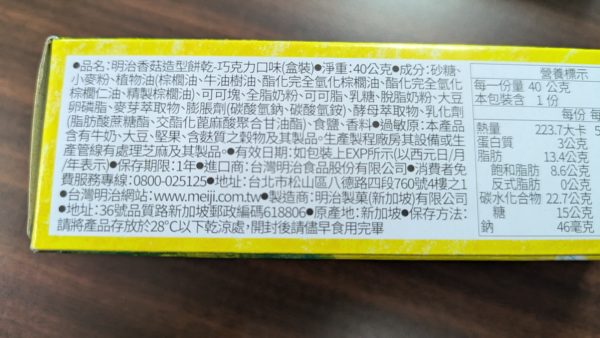 ●品名:明治香菇造型餅乾-巧克力口味(盒裝)●淨重:40公克●成分:砂糖、
小麥粉、植物油(棕櫚油、牛油樹油、酯化完全氫化棕櫚油、酯化完全氫化
棕櫚仁油、精製棕櫚油)、可可塊、全脂奶粉、可可脂、乳糖、脫脂奶粉、大豆
卵磷脂、麥芽萃取物、膨脹劑(碳酸氫鈉、碳酸氫銨)、酵母萃取物、乳化劑
(脂肪酸蔗糖酯、交酯化蓖麻酸聚合甘油酯)、食鹽、香料●過敏原:本產品
含有牛奶、大豆、堅果、含麩質之穀物及其製品。生產製程廠房其設備或生
產管線有處理芝麻及其製品。●有效日期:如包裝上EXP所示(以西元日/月
/年表示)●保存期限:1年●進口商:台灣明治食品股份有限公司●消費者免
費服務專線:0800-025125●地址:台北市松山區八德路四段760號4樓之1
●台灣明治網站:www.meiji.com.tw●製造商:明治製菓(新加坡)有限公司
●地址:36號品質路新加坡郵政編碼618806●原產地:新加坡●保存方法:
請將產品存放於28°C以下乾涼處,開封後請儘早食用完畢
營養標示
每一份量 40 公克
本包裝含 1 份
每份 每
熱量 223.7大卡 5
蛋白質 3公克
脂肪 13.4公克
飽和脂肪 8.6公克
反式脂肪 0公克
碳水化合物 22.7公克
糖 15公克
鈉 46毫克